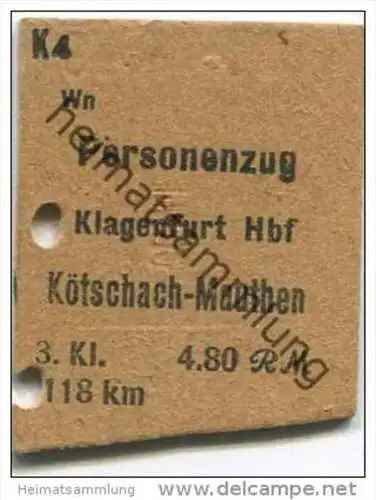 K4
Wn
Personenzug
Klagenfurt Hbf
Kötschach-Mauthen
3. Kl. 4.80 RM
118 km
heimatsammlung
Heimatsammlung www.delcampe.net